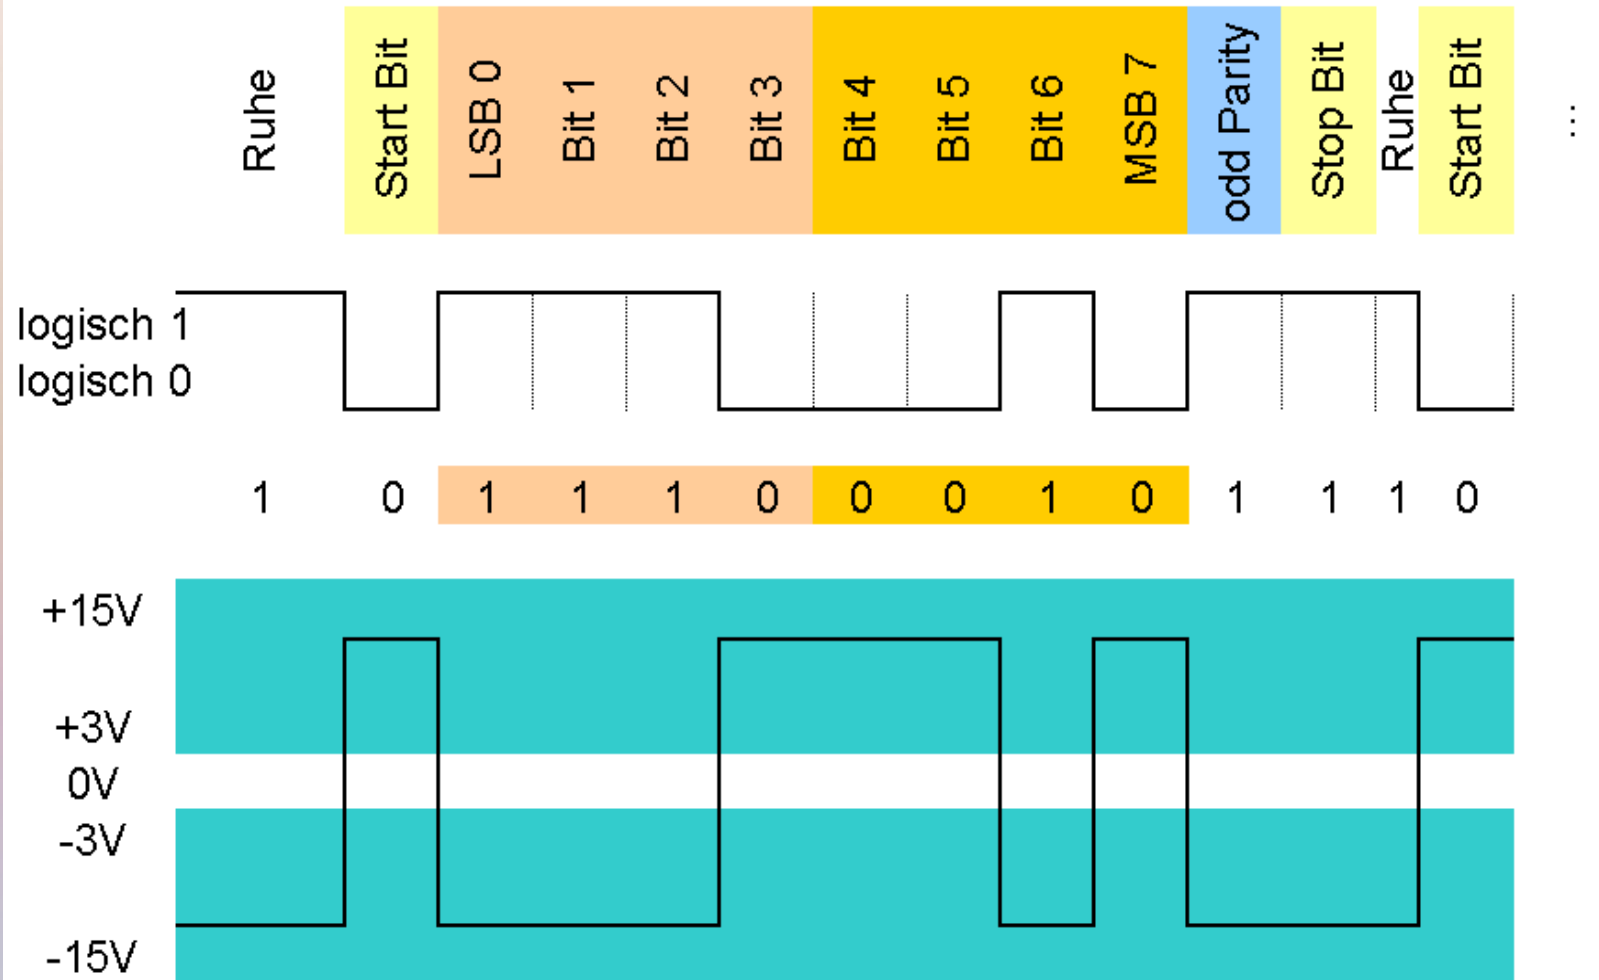 Ruhe
Start Bit
LSB 0
Bit 1
Bit 2
Bit 3
Bit 4
Bit 5
Bit 6
MSB 7
odd Parity
Stop Bit
Ruhe
Start Bit
...
logisch 1
logisch 0
1 0 1 1 1 0 0 0 1 0 1 1 1 0
+15V
+3V
0V
-3V
-15V